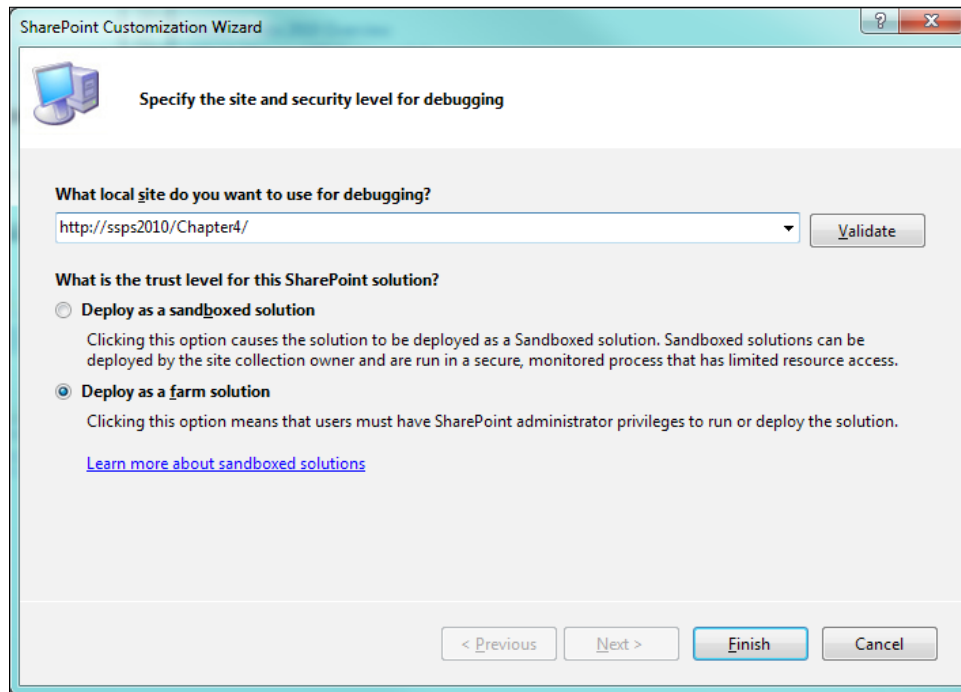 SharePoint Customization Wizard
?
Specify the site and security level for debugging
What local site do you want to use for debugging?
http://ssps2010/Chapter4/
Validate
What is the trust level for this SharePoint solution?
Deploy as a sandboxed solution
Clicking this option causes the solution to be deployed as a Sandboxed solution. Sandboxed solutions can be
deployed by the site collection owner and are run in a secure, monitored process that has limited resource access.
Deploy as a farm solution
Clicking this option means that users must have SharePoint administrator privileges to run or deploy the solution.
Learn more about sandboxed solutions
< Previous
Next >
Finish
Cancel